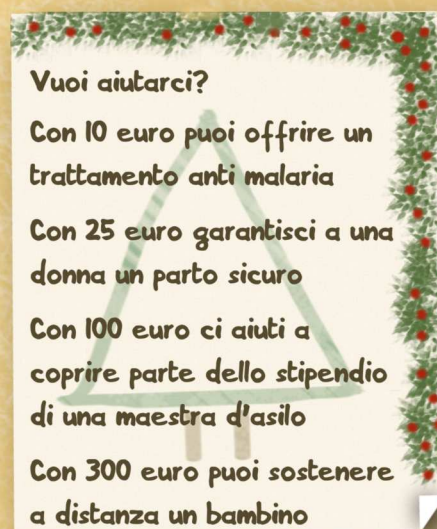 Vuoi aiutarci?
Con 10 euro puoi offrire un
trattamento anti malaria
Con 25 euro garantisci a una
donna un parto sicuro
Con 100 euro ci aiuti a
coprire parte dello stipendio
di una maestra d'asilo
Con 300 euro puoi sostenere
a distanza un bambino